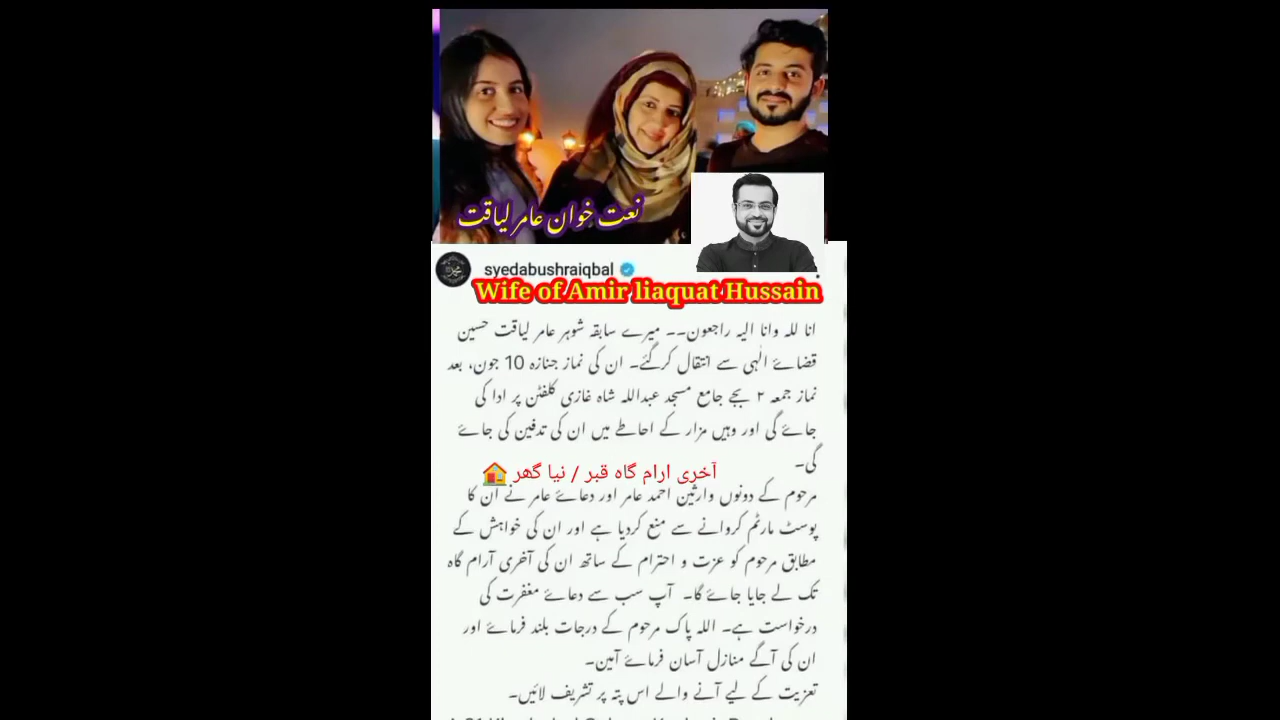 نعت خوان عامر لیاقت
syedabushraiqbal
Wife of Amir liaquat Hussain
انا للہ وانا الیہ راجعون۔۔ میرے سابقہ شوہر عامر لیاقت حسین
قضائے الٰہی سے انتقال کرگئے۔ ان کی نماز جنازہ 10 جون، بعد
نماز جمعہ ۲ بجے جامع مسجد عبداللہ شاہ غازی کلفٹن پر ادا کی
جائے گی اور وہیں مزار کے احاطے میں ان کی تدفین کی جائے
گی۔
آخری ارام گاہ قبر / نیا گھر 🏠
مرحوم کے دونوں وارثین احمد عامر اور دعائے عامر نے ان کا
پوسٹ مارٹم کروانے سے منع کردیا ہے اور ان کی خواہش کے
مطابق مرحوم کو عزت و احترام کے ساتھ ان کی آخری آرام گاہ
تک لے جایا جائے گا۔ آپ سب سے دعائے مغفرت کی
درخواست ہے۔ اللہ پاک مرحوم کے درجات بلند فرمائے اور
ان کی آگے منازل آسان فرمائے آمین۔
تعزیت کے لیے آنے والے اس پتہ پر تشریف لائیں۔